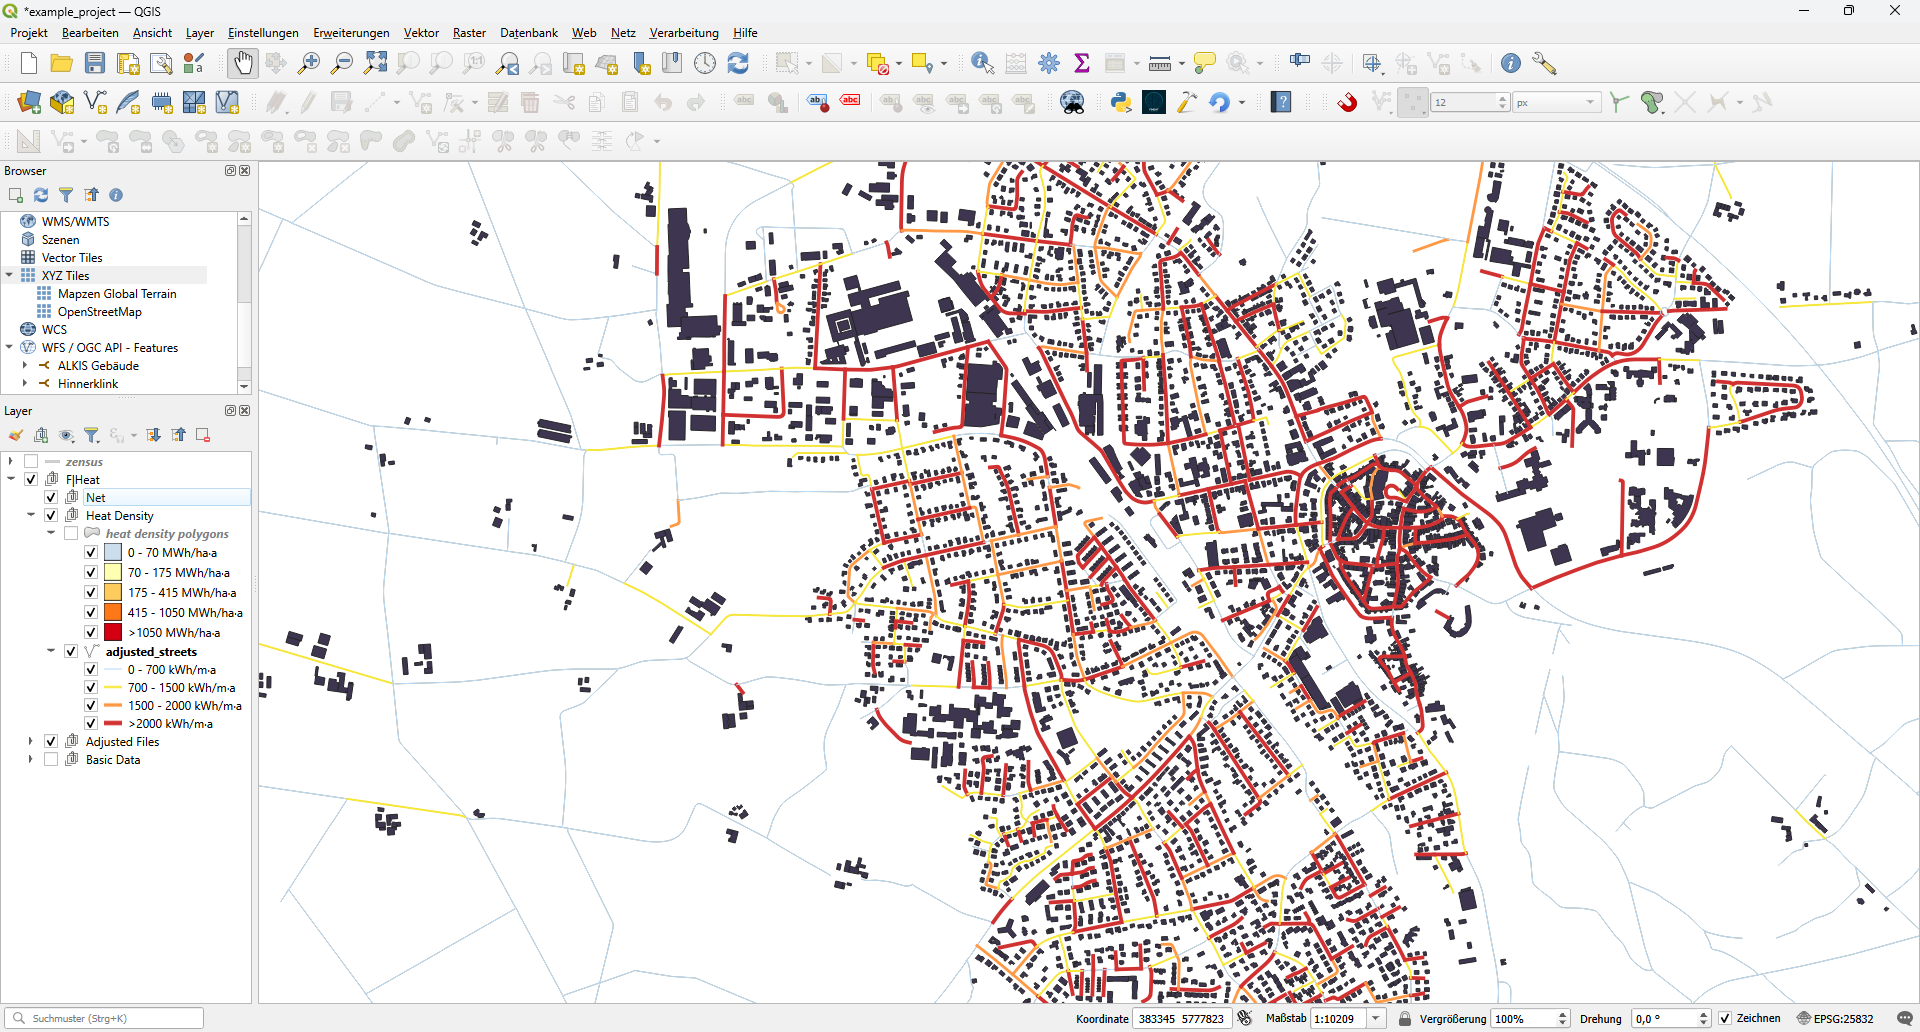 *example_project — QGIS
Projekt Bearbeiten Ansicht Layer Einstellungen Erweiterungen Vektor Raster Datenbank Web Netz Verarbeitung Hilfe
12 px
Browser
WMS/WMTS
Szenen
Vector Tiles
XYZ Tiles
Mapzen Global Terrain
OpenStreetMap
WCS
WFS / OGC API - Features
ALKIS Gebäude
Hinnerklink
Layer
zensus
F|Heat
Net
Heat Density
heat density polygons
0 - 70 MWh/ha·a
70 - 175 MWh/ha·a
175 - 415 MWh/ha·a
415 - 1050 MWh/ha·a
>1050 MWh/ha·a
adjusted_streets
0 - 700 kWh/m·a
700 - 1500 kWh/m·a
1500 - 2000 kWh/m·a
>2000 kWh/m·a
Adjusted Files
Basic Data
Suchmuster (Strg+K) Koordinate 383345 5777823 Maßstab 1:10209 Vergrößerung 100% Drehung 0,0 ° Zeichnen EPSG:25832